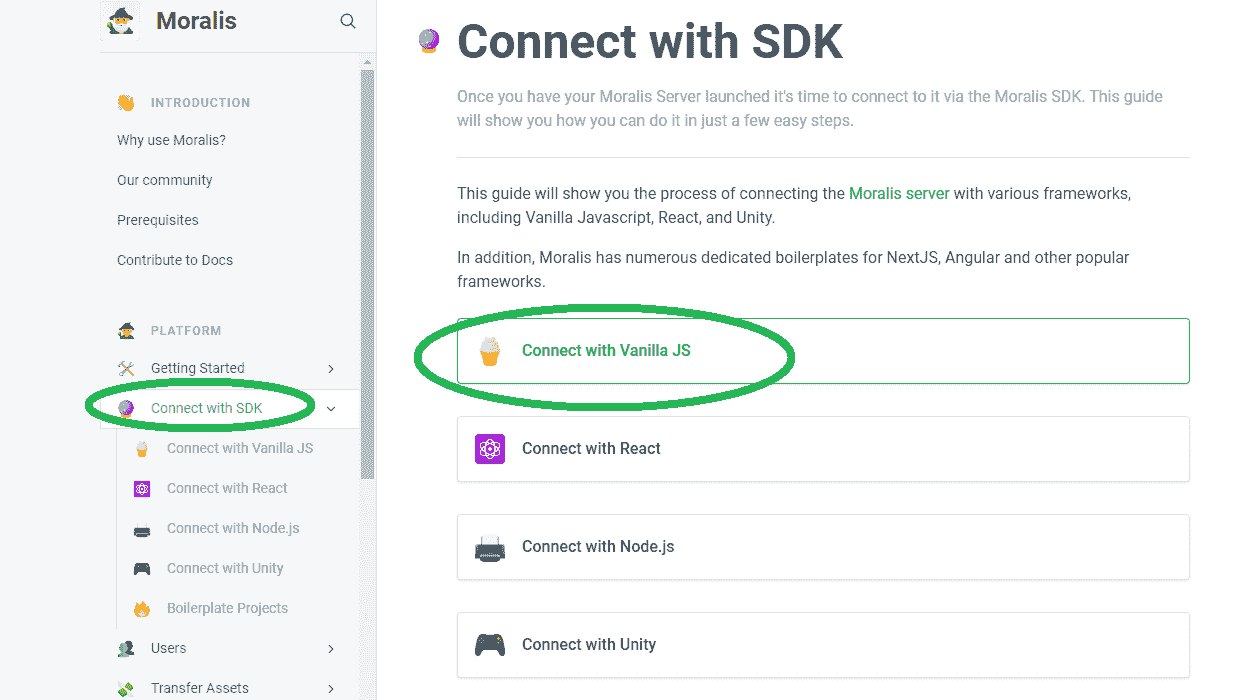 Moralis
INTRODUCTION
Why use Moralis?
Our community
Prerequisites
Contribute to Docs
PLATFORM
Getting Started
Connect with SDK
Connect with Vanilla JS
Connect with React
Connect with Node.js
Connect with Unity
Boilerplate Projects
Users
Transfer Assets
Connect with SDK
Once you have your Moralis Server launched it's time to connect to it via the Moralis SDK. This guide
will show you how you can do it in just a few easy steps.
This guide will show you the process of connecting the Moralis server with various frameworks,
including Vanilla Javascript, React, and Unity.
In addition, Moralis has numerous dedicated boilerplates for NextJS, Angular and other popular
frameworks.
Connect with Vanilla JS
Connect with React
Connect with Node.js
Connect with Unity